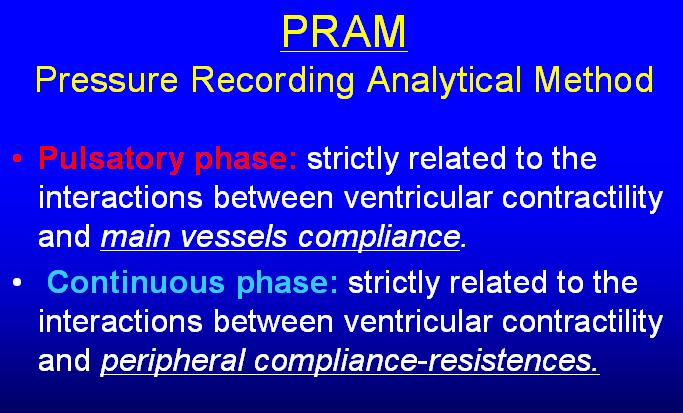 PRAM
Pressure Recording Analytical Method
• Pulsatory phase: strictly related to the
interactions between ventricular contractility
and main vessels compliance.
• Continuous phase: strictly related to the
interactions between ventricular contractility
and peripheral compliance-resistences.